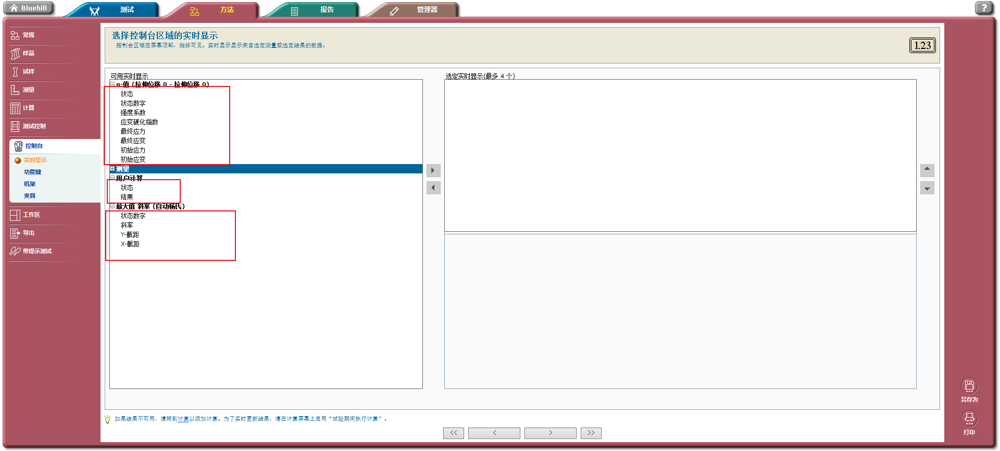 Bluehill
测试
方法
报告
管理器
?
常规
样品
试样
测量
计算
测试控制
控制台
实时显示
功能键
机架
夹具
工作区
导出
带提示测试
选择控制台区域的实时显示
控制台区域在屏幕顶部，始终可见。实时显示显示来自选定测量或选定结果的数据。
1.23
可用实时显示
n-值 (拉伸位移 0 - 拉伸位移 0)
状态
状态数字
强度系数
应变硬化指数
最终应力
最终应变
初始应力
初始应变
测量
用户计算
状态
结果
最大值 斜率 (自动杨氏)
状态数字
斜率
Y-截距
X-截距
选定实时显示(最多 4 个)
另存为
打印
如果结果不可用，请转到计算以添加计算。为了实时更新结果，请在计算屏幕上启用“试验期间执行计算”。
<< < > >>